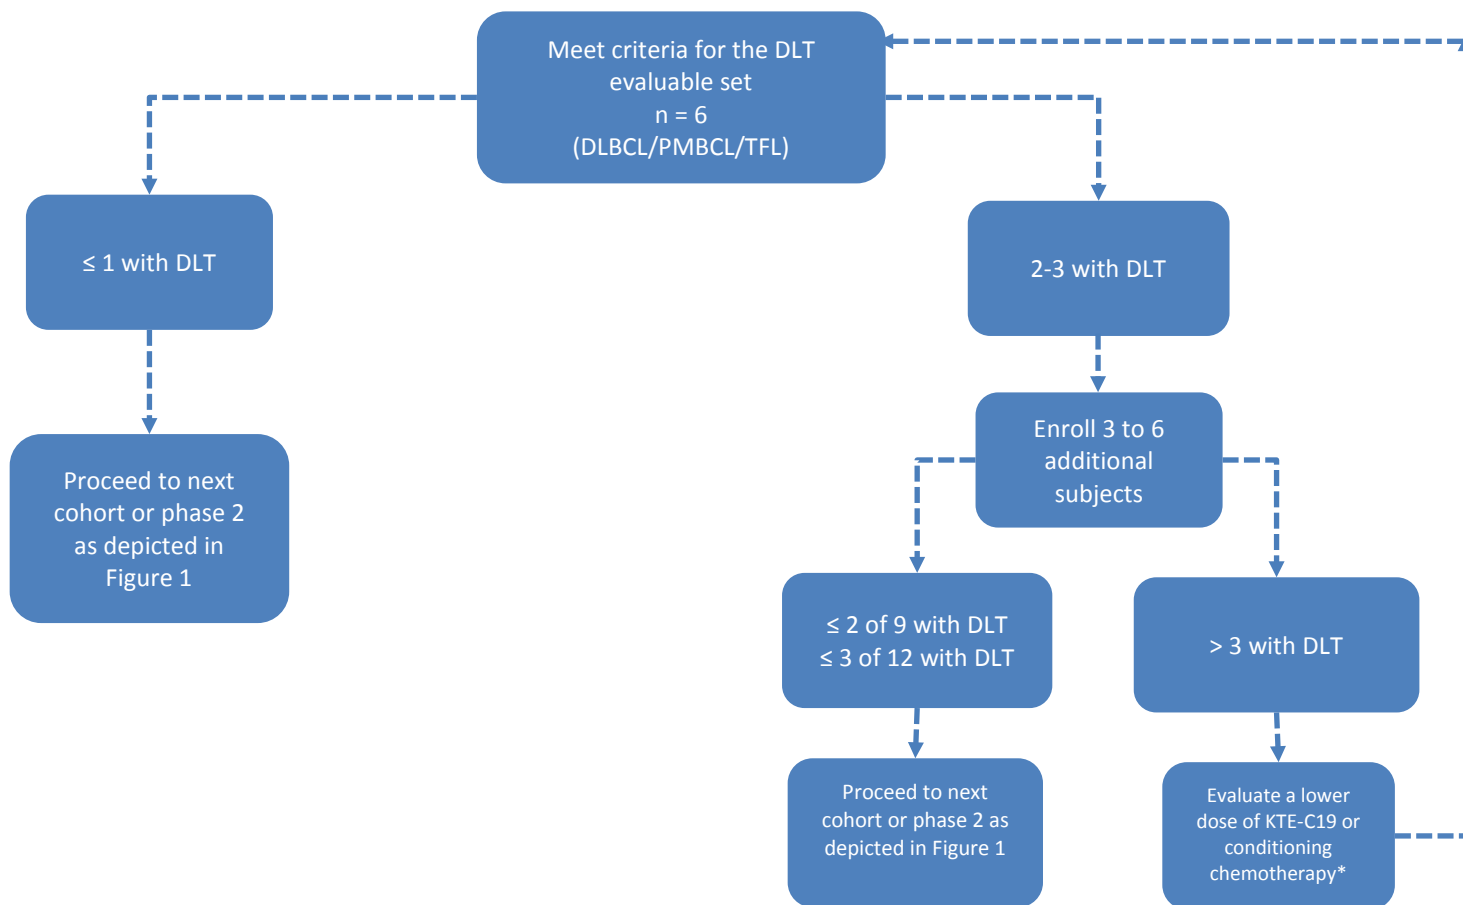 Meet criteria for the DLT
evaluable set
n = 6
(DLBCL/PMBCL/TFL)
≤ 1 with DLT
2-3 with DLT
Proceed to next
cohort or phase 2
as depicted in
Figure 1
Enroll 3 to 6
additional
subjects
≤ 2 of 9 with DLT
≤ 3 of 12 with DLT
> 3 with DLT
Proceed to next
cohort or phase 2 as
depicted in Figure 1
Evaluate a lower
dose of KTE-C19 or
conditioning
chemotherapy*